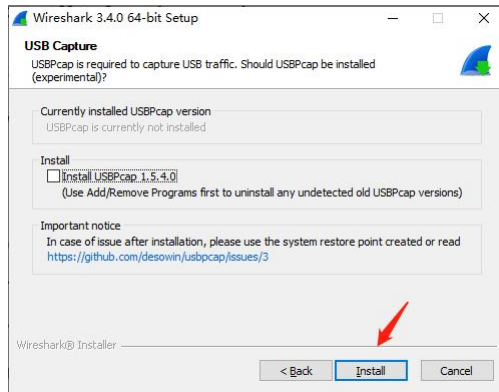 Wireshark 3.4.0 64-bit Setup
USB Capture
USBPcap is required to capture USB traffic. Should USBPcap be installed
(experimental)?
Currently installed USBPcap version
USBPcap is currently not installed
Install
Install USBPcap 1.5.4.0
(Use Add/Remove Programs first to uninstall any undetected old USBPcap versions)
Important notice
In case of issue after installation, please use the system restore point created or read
https://github.com/desowin/usbpcap/issues/3
Wireshark® Installer
< Back Install Cancel